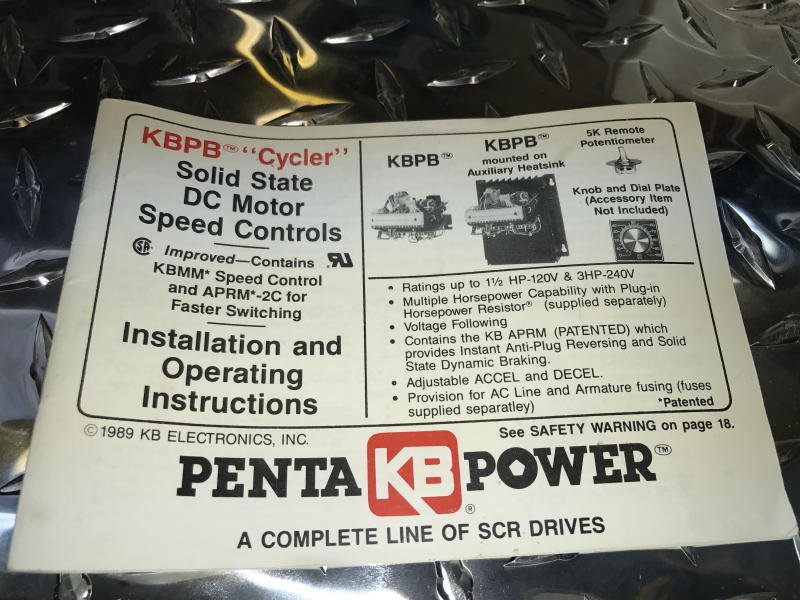 KBPB™ "Cycler"
Solid State
DC Motor
Speed Controls
SA Improved—Contains RU
KBMM* Speed Control
and APRM*-2C for
Faster Switching
Installation and
Operating
Instructions
KBPB™
KBPB™
mounted on
Auxiliary Heatsink
5K Remote
Potentiometer
Knob and Dial Plate
(Accessory Item
Not Included)
• Ratings up to 1½ HP-120V & 3HP-240V
• Multiple Horsepower Capability with Plug-in
Horsepower Resistor® (supplied separately)
• Voltage Following
• Contains the KB APRM (PATENTED) which
provides Instant Anti-Plug Reversing and Solid
State Dynamic Braking.
• Adjustable ACCEL and DECEL.
• Provision for AC Line and Armature fusing (fuses
supplied separatley)
*Patented
©1989 KB ELECTRONICS, INC.
See SAFETY WARNING on page 18.
PENTA KB POWER™
®
A COMPLETE LINE OF SCR DRIVES